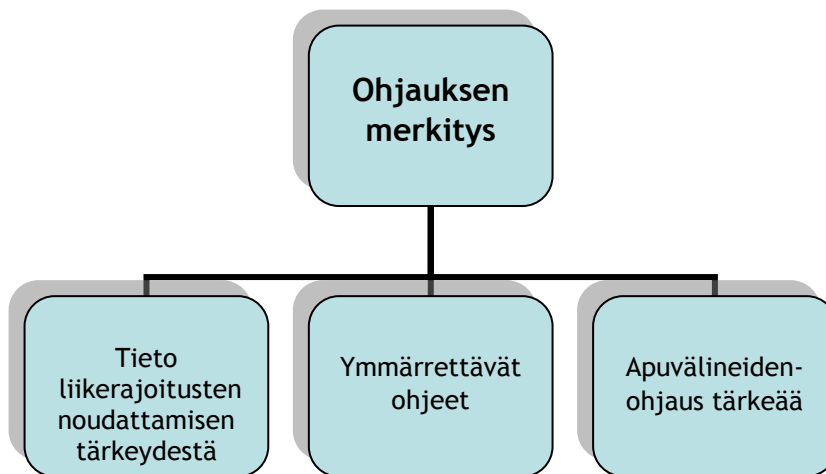 Ohjauksen
merkitys
Tieto
liikerajoitusten
noudattamisen
tärkeydestä
Ymmärrettävät
ohjeet
Apuvälineiden-
ohjaus tärkeää